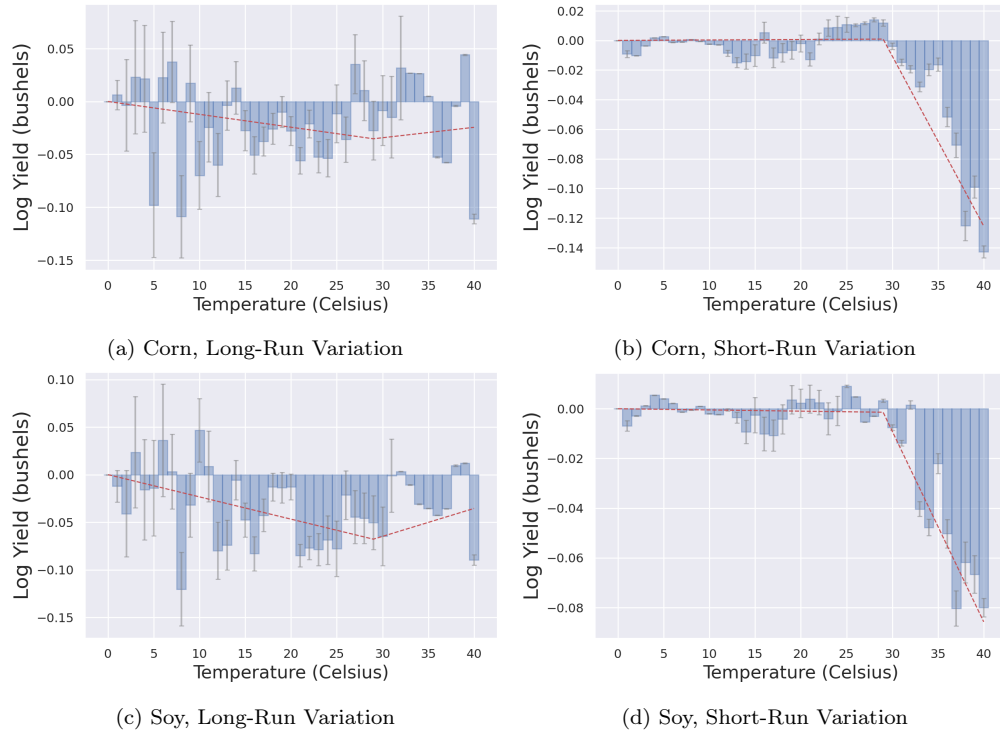 0.05
0.00
−0.05
−0.10
−0.15
Log Yield (bushels)
0 5 10 15 20 25 30 35 40
Temperature (Celsius)
(a) Corn, Long-Run Variation
0.02
0.00
−0.02
−0.04
−0.06
−0.08
−0.10
−0.12
−0.14
Log Yield (bushels)
0 5 10 15 20 25 30 35 40
Temperature (Celsius)
(b) Corn, Short-Run Variation
0.10
0.05
0.00
−0.05
−0.10
−0.15
Log Yield (bushels)
0 5 10 15 20 25 30 35 40
Temperature (Celsius)
(c) Soy, Long-Run Variation
0.00
−0.02
−0.04
−0.06
−0.08
Log Yield (bushels)
0 5 10 15 20 25 30 35 40
Temperature (Celsius)
(d) Soy, Short-Run Variation